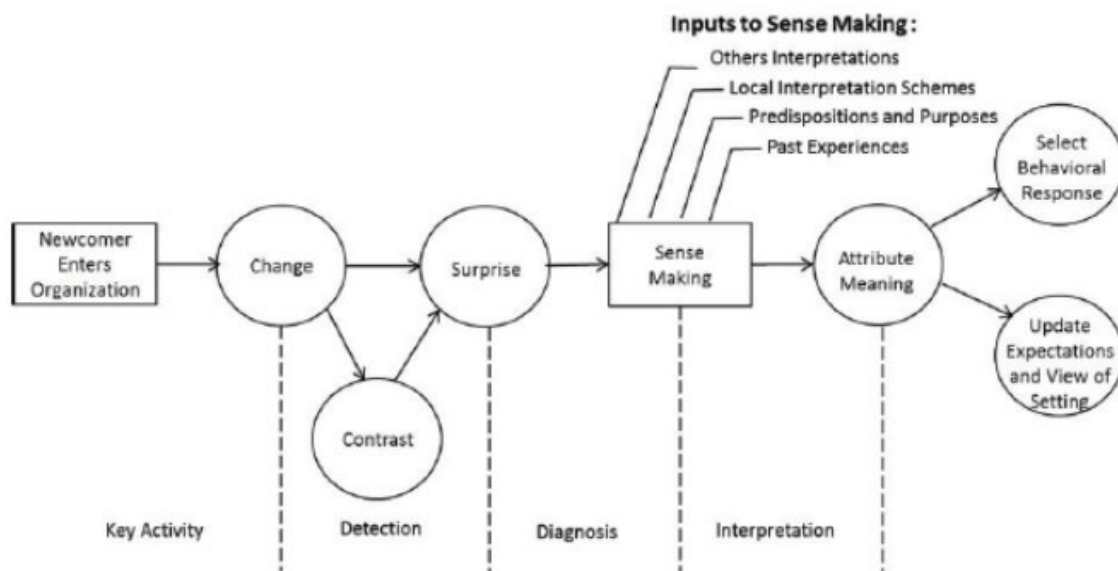 Inputs to Sense Making:
Others Interpretations
Local Interpretation Schemes
Predispositions and Purposes
Past Experiences
Newcomer
Enters
Organization
Change
Contrast
Surprise
Sense
Making
Attribute
Meaning
Select
Behavioral
Response
Update
Expectations
and View of
Setting
Key Activity
Detection
Diagnosis
Interpretation